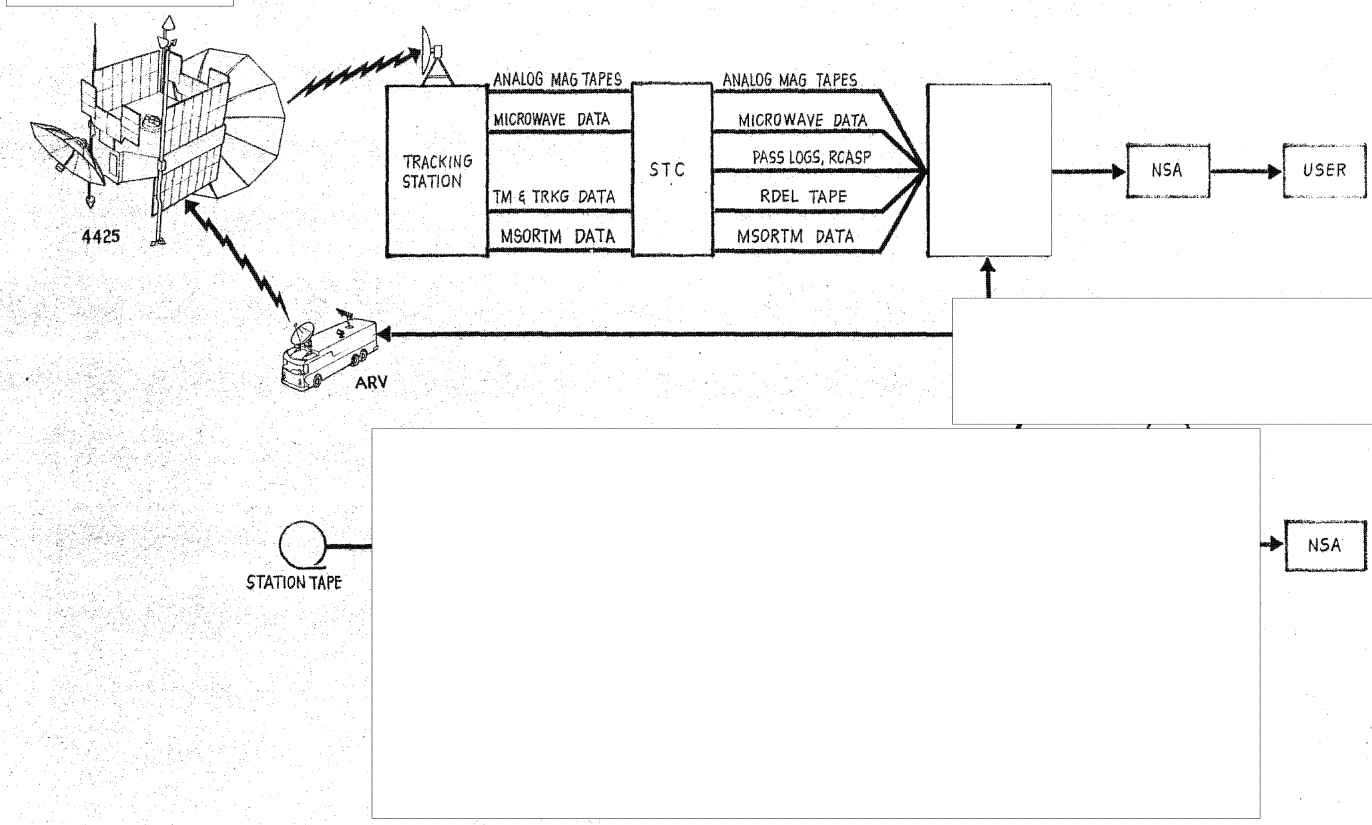 4425
TRACKING
STATION
ANALOG MAG TAPES
MICROWAVE DATA
TM & TRKG DATA
MSORTM DATA
STC
ANALOG MAG TAPES
MICROWAVE DATA
PASS LOGS, RCASP
RDEL TAPE
MSORTM DATA
NSA
USER
ARV
STATION TAPE
NSA